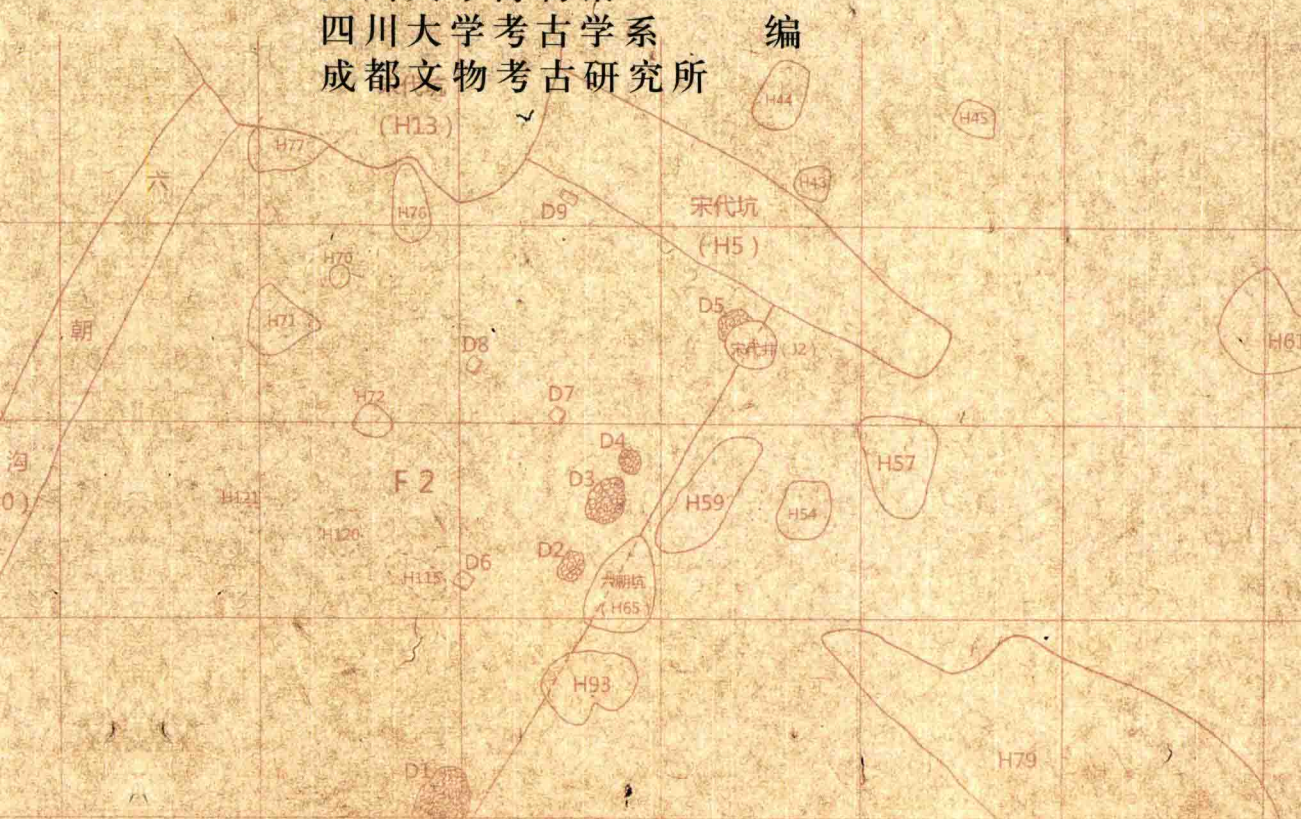 四川大学考古学系 编
成都文物考古研究所
H44
H45
(H13)
H77
六
H43
H76
D9
宋代坑
(H5)
H70
D5
朝
H71
宋代井(J2)
D8
H72
D7
D4
沟
H57
F2
D3
0)
H121
H59
H54
H120
D2
D6
H115
六朝坑
(H65)
H93
H79
D1